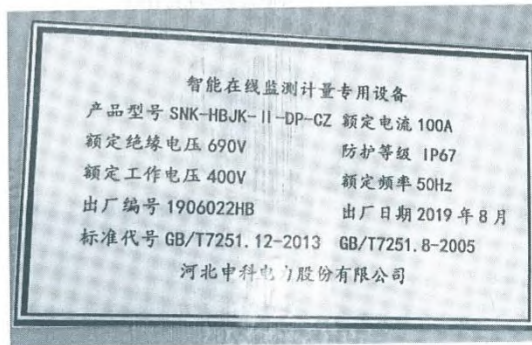 智能在线监测计量专用设备
产品型号 SNK-HBJK-II-DP-CZ 额定电流 100A
额定绝缘电压 690V 防护等级 IP67
额定工作电压 400V 额定频率 50Hz
出厂编号 1906022HB 出厂日期 2019 年 8 月
标准代号 GB/T7251.12-2013 GB/T7251.8-2005
河北申科电力股份有限公司